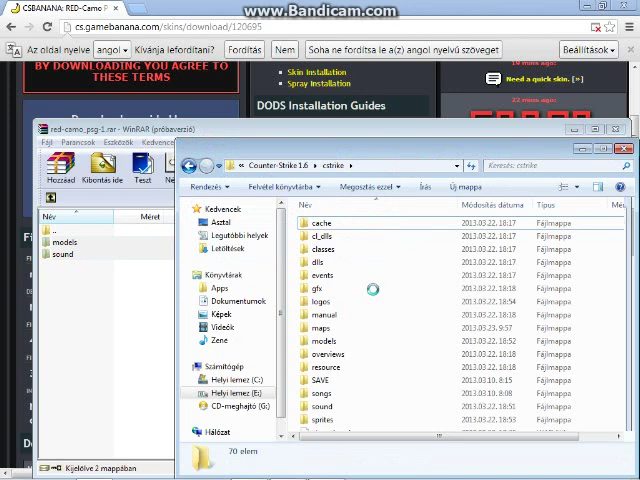 www.Bandicam.com
CSBANANA: RED-Camo P
cs.gamebanana.com/skins/download/120695
Az oldal nyelve angol Kívánja lefordítani? Fordítás Nem Soha ne fordítsa le a(z) angol nyelvű szöveget Beállítások
BY DOWNLOADING YOU AGREE TO
THESE TERMS
Skin Installation
Spray Installation
DODS Installation Guides
Need a quick skin. [»]
22 mins ago:
red-camo_psg-1.rar - WinRAR (próbaverzió)
Fájl Parancsok Eszközök Kedvencek
Hozzáad Kibontás ide Teszt
Név Méret
..
models
sound
Kijelölve 2 mappában
« Counter-Strike 1.6 ▸ cstrike ▸
Keresés: cstrike
Rendezés Felvétel könyvtárba Megosztás ezzel Írás Új mappa
Kedvencek
Asztal
Legutóbbi helyek
Letöltések
Könyvtárak
Apps
Dokumentumok
Képek
Videók
Zene
Számítógép
Helyi lemez (C:)
Helyi lemez (E:)
CD-meghajtó (G:)
Hálózat
Név Módosítás dátuma Típus
cache 2013.03.22. 18:17 Fájlmappa
cl_dlls 2013.03.22. 18:17 Fájlmappa
classes 2013.03.22. 18:17 Fájlmappa
dlls 2013.03.22. 18:17 Fájlmappa
events 2013.03.22. 18:17 Fájlmappa
gfx 2013.03.22. 18:18 Fájlmappa
logos 2013.03.22. 18:54 Fájlmappa
manual 2013.03.22. 18:18 Fájlmappa
maps 2013.03.23. 9:57 Fájlmappa
models 2013.03.22. 18:52 Fájlmappa
overviews 2013.03.22. 18:18 Fájlmappa
resource 2013.03.22. 18:18 Fájlmappa
SAVE 2013.03.10. 8:15 Fájlmappa
songs 2013.03.10. 8:08 Fájlmappa
sound 2013.03.22. 18:51 Fájlmappa
sprites 2013.03.22. 18:53 Fájlmappa
70 elem